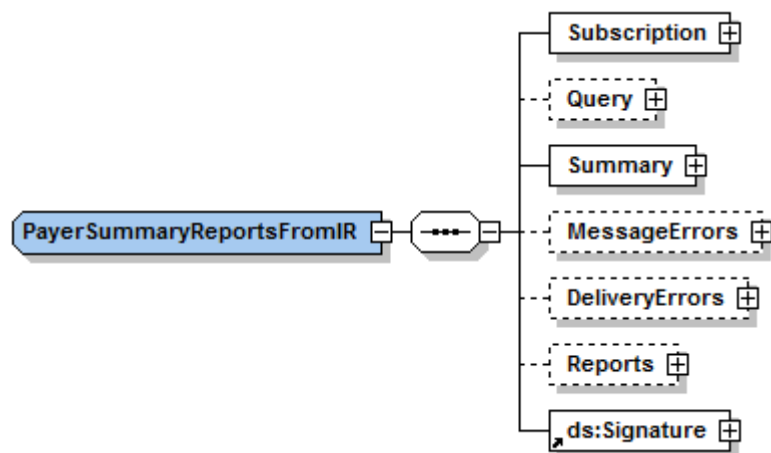 Subscription
Query
Summary
PayerSummaryReportsFromIR
MessageErrors
DeliveryErrors
Reports
ds:Signature